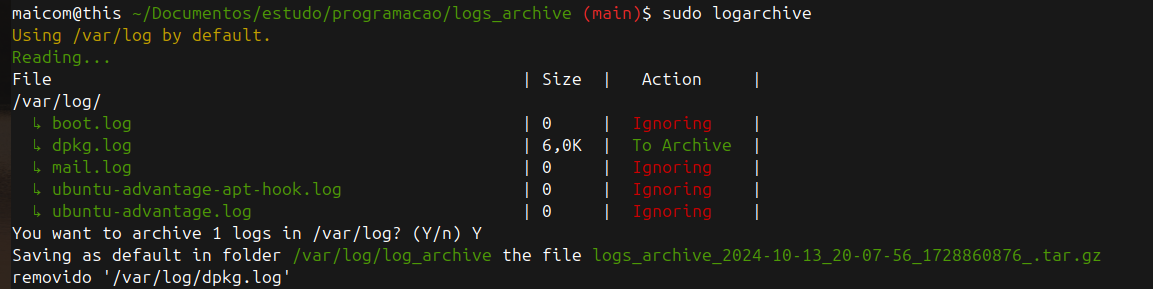 maicom@this ~/Documentos/estudo/programacao/logs_archive (main)$ sudo logarchive
Using /var/log by default.
Reading...
File | Size | Action |
/var/log/
↳ boot.log | 0 | Ignoring |
↳ dpkg.log | 6,0K | To Archive |
↳ mail.log | 0 | Ignoring |
↳ ubuntu-advantage-apt-hook.log | 0 | Ignoring |
↳ ubuntu-advantage.log | 0 | Ignoring |
You want to archive 1 logs in /var/log? (Y/n) Y
Saving as default in folder /var/log/log_archive the file logs_archive_2024-10-13_20-07-56_1728860876_.tar.gz
removido '/var/log/dpkg.log'